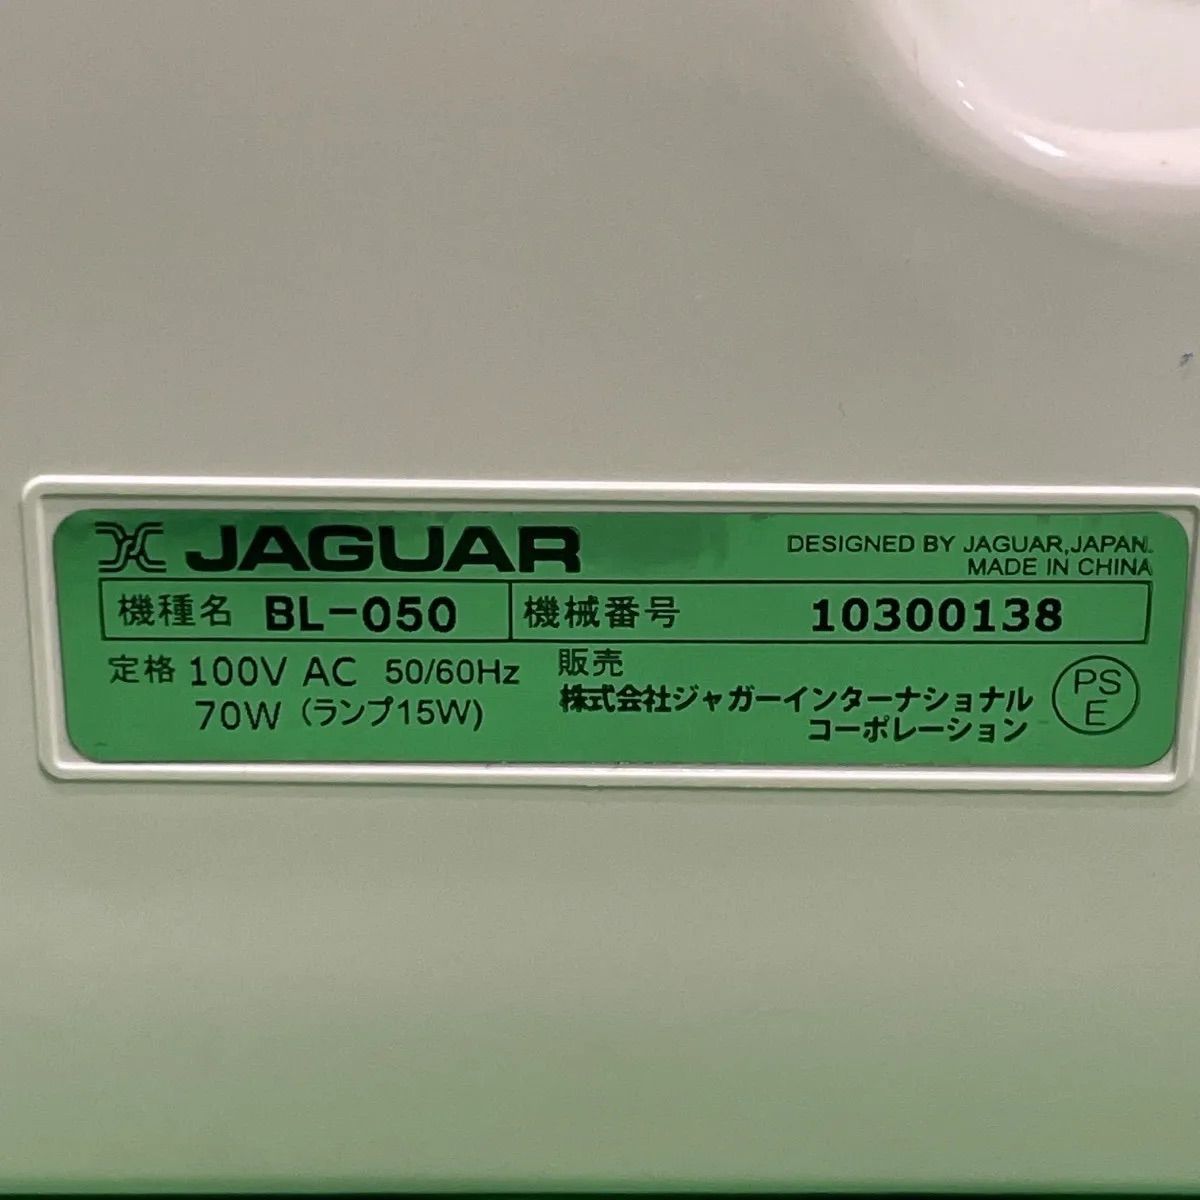 JAGUAR
DESIGNED BY JAGUAR,JAPAN.
MADE IN CHINA
機種名 BL-050 機械番号 10300138
定格 100V AC 50/60Hz
70W (ランプ15W)
販売
株式会社ジャガーインターナショナル
コーポレーション
PS
E